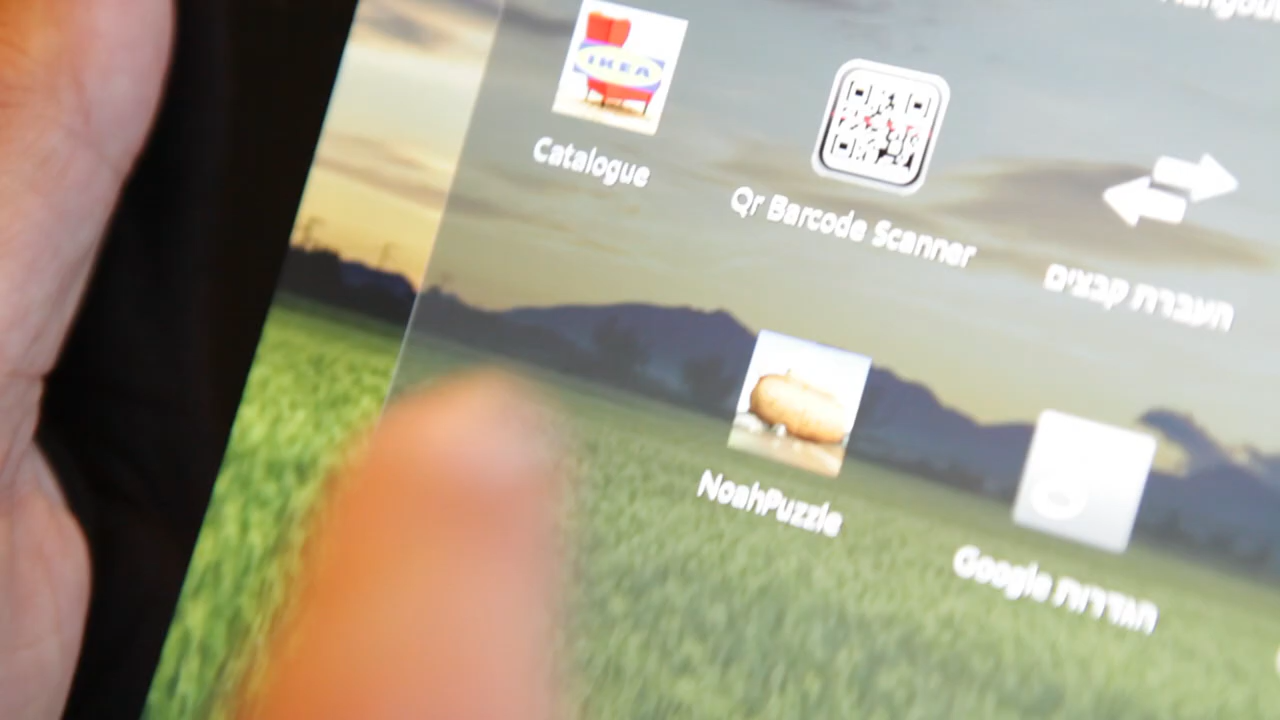 IKEA
Catalogue
Qr Barcode Scanner
העברת קבצים
NoahPuzzle
הגדרות Google